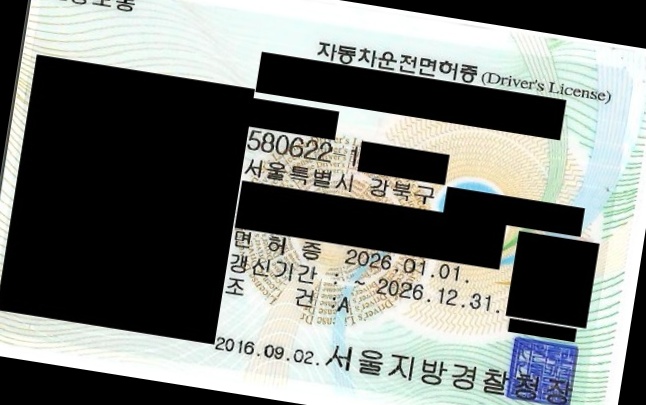 자동차운전면허증 (Driver's License)
580622
서울특별시 강북구
면 허 증 2026.01.01.
갱신기간 : ~ 2026.12.31.
조 건 :A
2016.09.02. 서울지방경찰청장